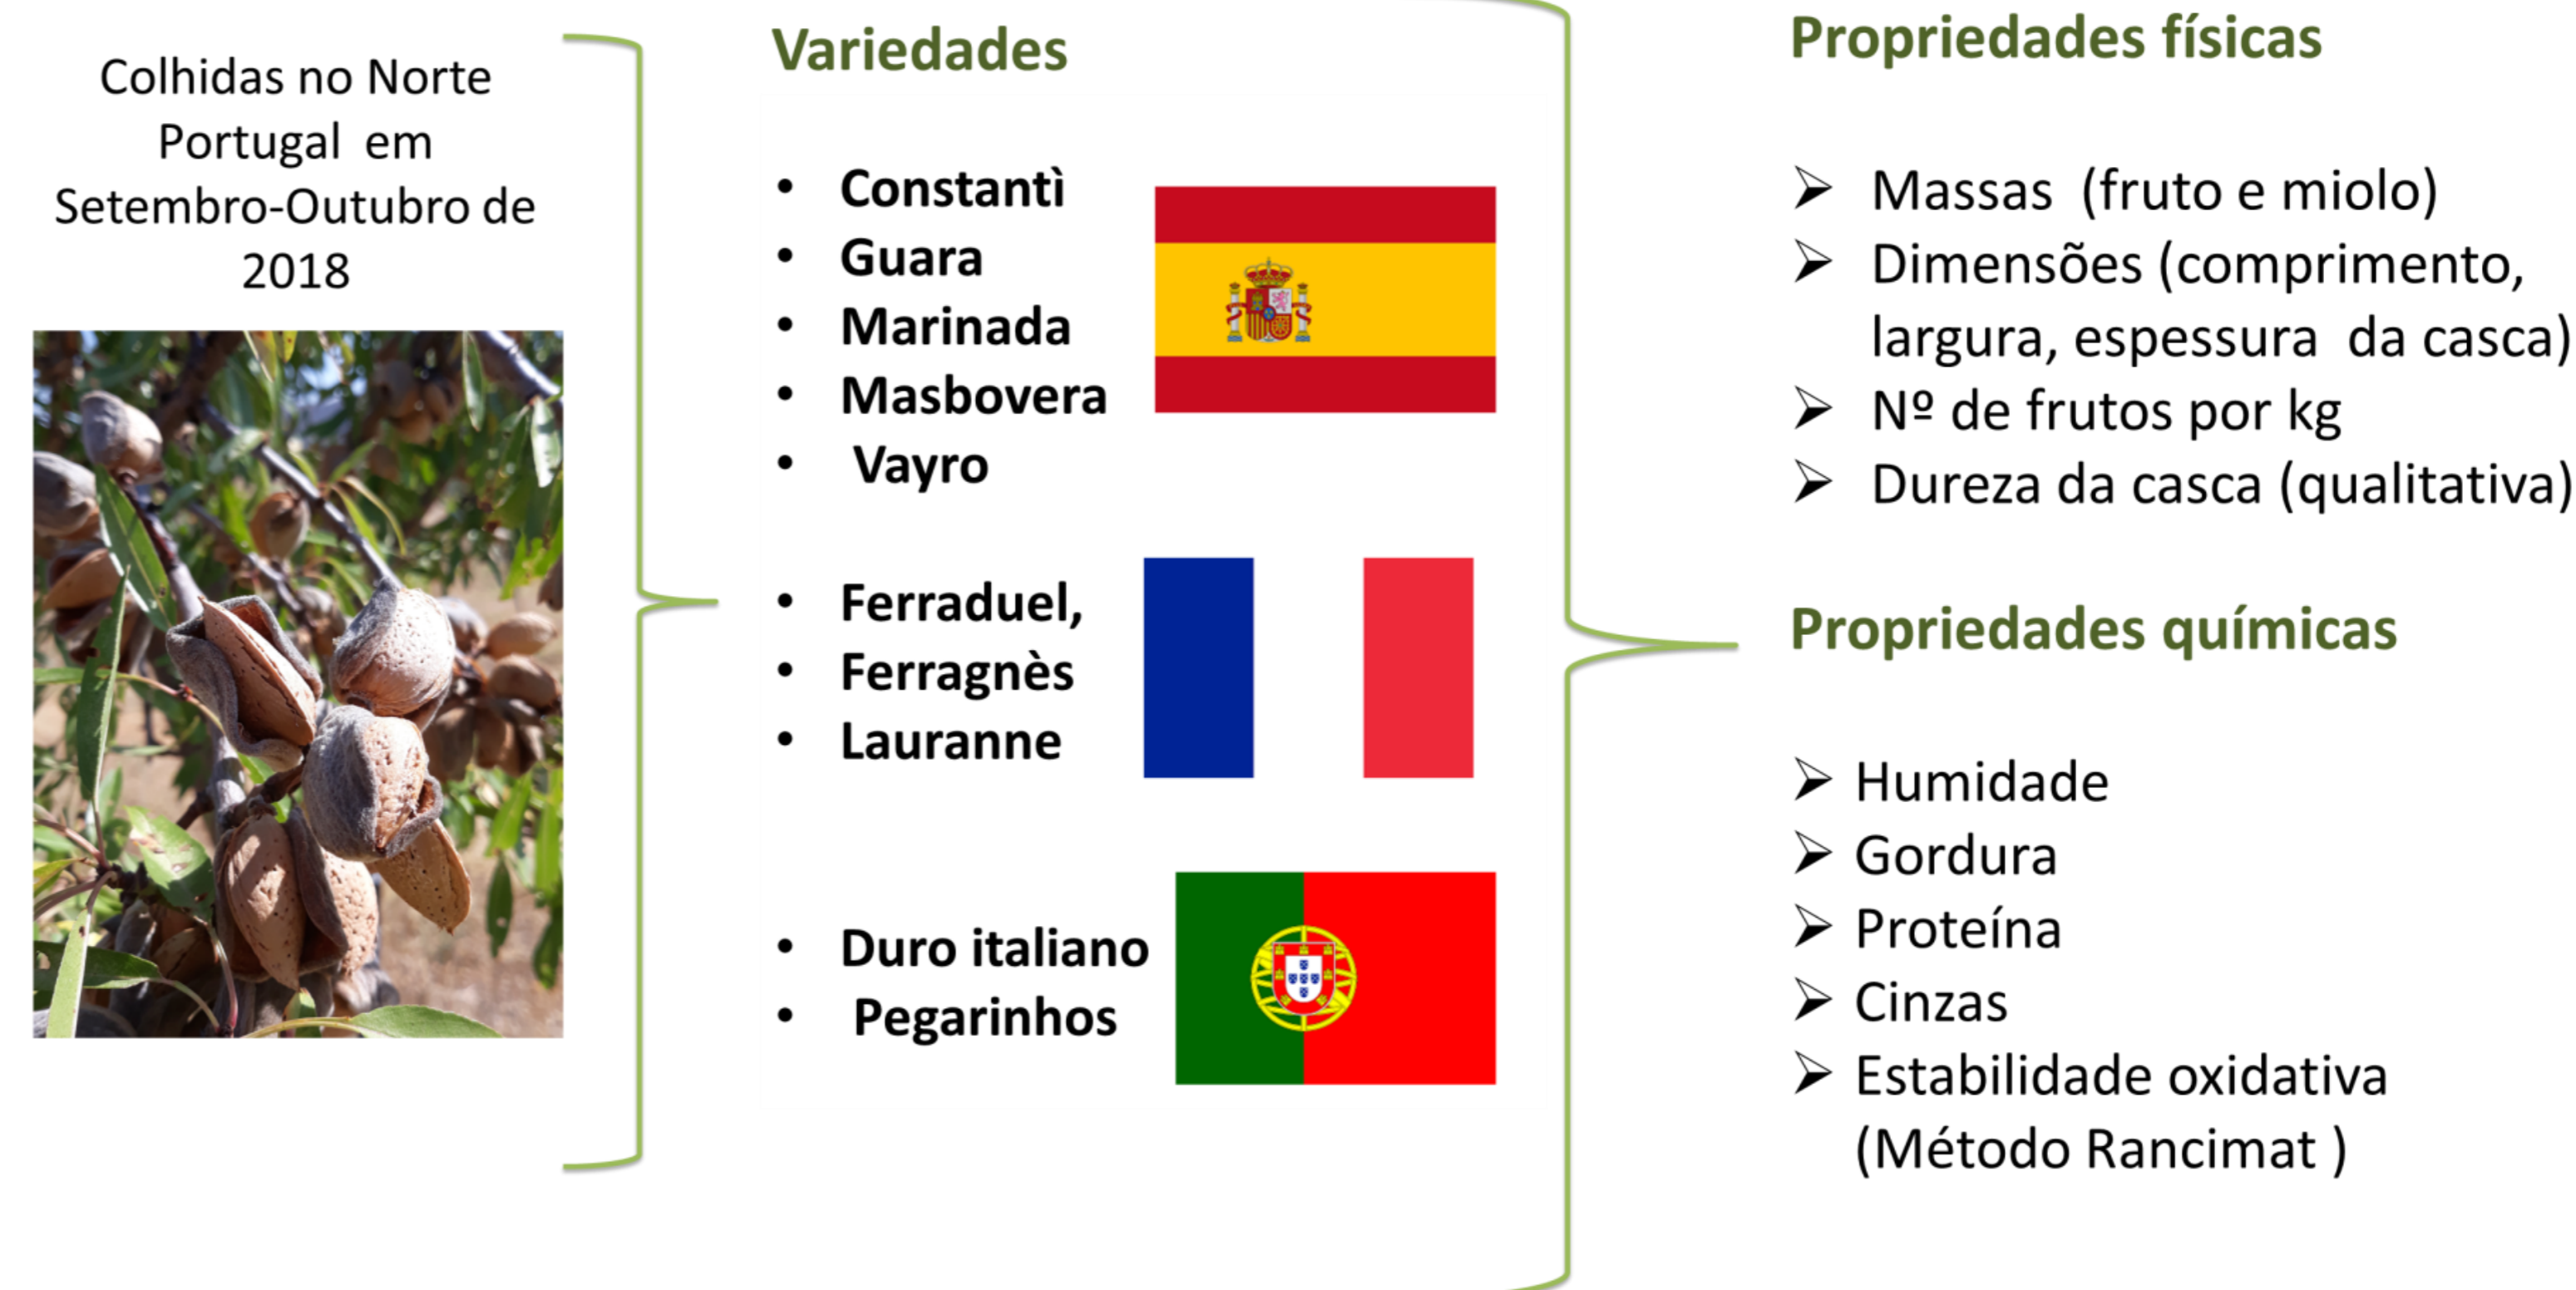 Colhidas no Norte
Portugal em
Setembro-Outubro de
2018
Variedades
• Constantì
• Guara
• Marinada
• Masbovera
• Vayro
• Ferraduel,
• Ferragnès
• Lauranne
• Duro italiano
• Pegarinhos
Propriedades físicas
➢ Massas (fruto e miolo)
➢ Dimensões (comprimento,
largura, espessura da casca)
➢ Nº de frutos por kg
➢ Dureza da casca (qualitativa)
Propriedades químicas
➢ Humidade
➢ Gordura
➢ Proteína
➢ Cinzas
➢ Estabilidade oxidativa
(Método Rancimat )